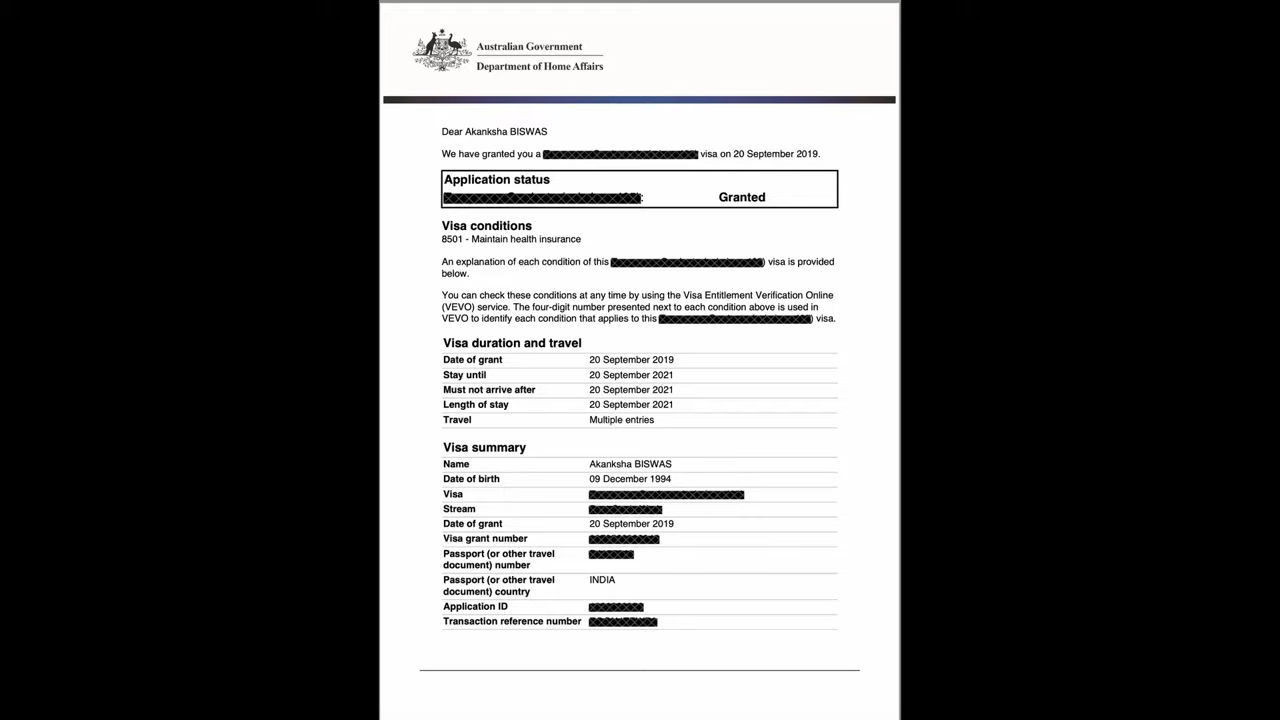 Australian Government
Department of Home Affairs
Dear Akanksha BISWAS
We have granted you a visa on 20 September 2019.
Application status
: Granted
Visa conditions
8501 - Maintain health insurance
An explanation of each condition of this ) visa is provided
below.
You can check these conditions at any time by using the Visa Entitlement Verification Online
(VEVO) service. The four-digit number presented next to each condition above is used in
VEVO to identify each condition that applies to this ) visa.
Visa duration and travel
Date of grant 20 September 2019
Stay until 20 September 2021
Must not arrive after 20 September 2021
Length of stay 20 September 2021
Travel Multiple entries
Visa summary
Name Akanksha BISWAS
Date of birth 09 December 1994
Visa
Stream
Date of grant 20 September 2019
Visa grant number
Passport (or other travel
document) number
Passport (or other travel INDIA
document) country
Application ID
Transaction reference number